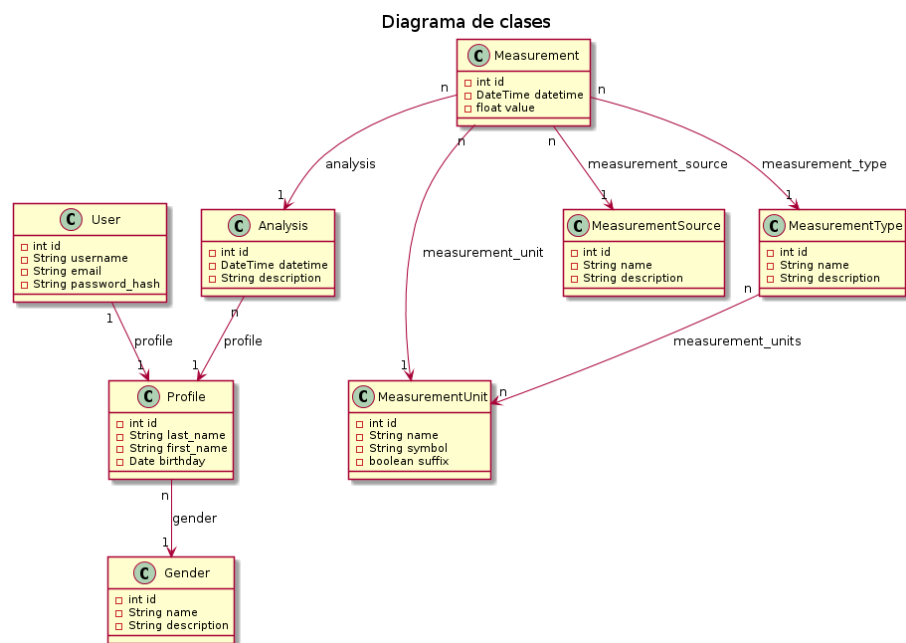 Diagrama de clases
C Measurement
int id
DateTime datetime
float value
n
n
n
n
analysis
measurement_source
measurement_type
1
1
1
C User
int id
String username
String email
String password_hash
C Analysis
int id
DateTime datetime
String description
measurement_unit
C MeasurementSource
int id
String name
String description
C MeasurementType
int id
String name
String description
1
n
n
profile
profile
measurement_units
1
1
1
n
C Profile
int id
String last_name
String first_name
Date birthday
C MeasurementUnit
int id
String name
String symbol
boolean suffix
n
gender
1
C Gender
int id
String name
String description